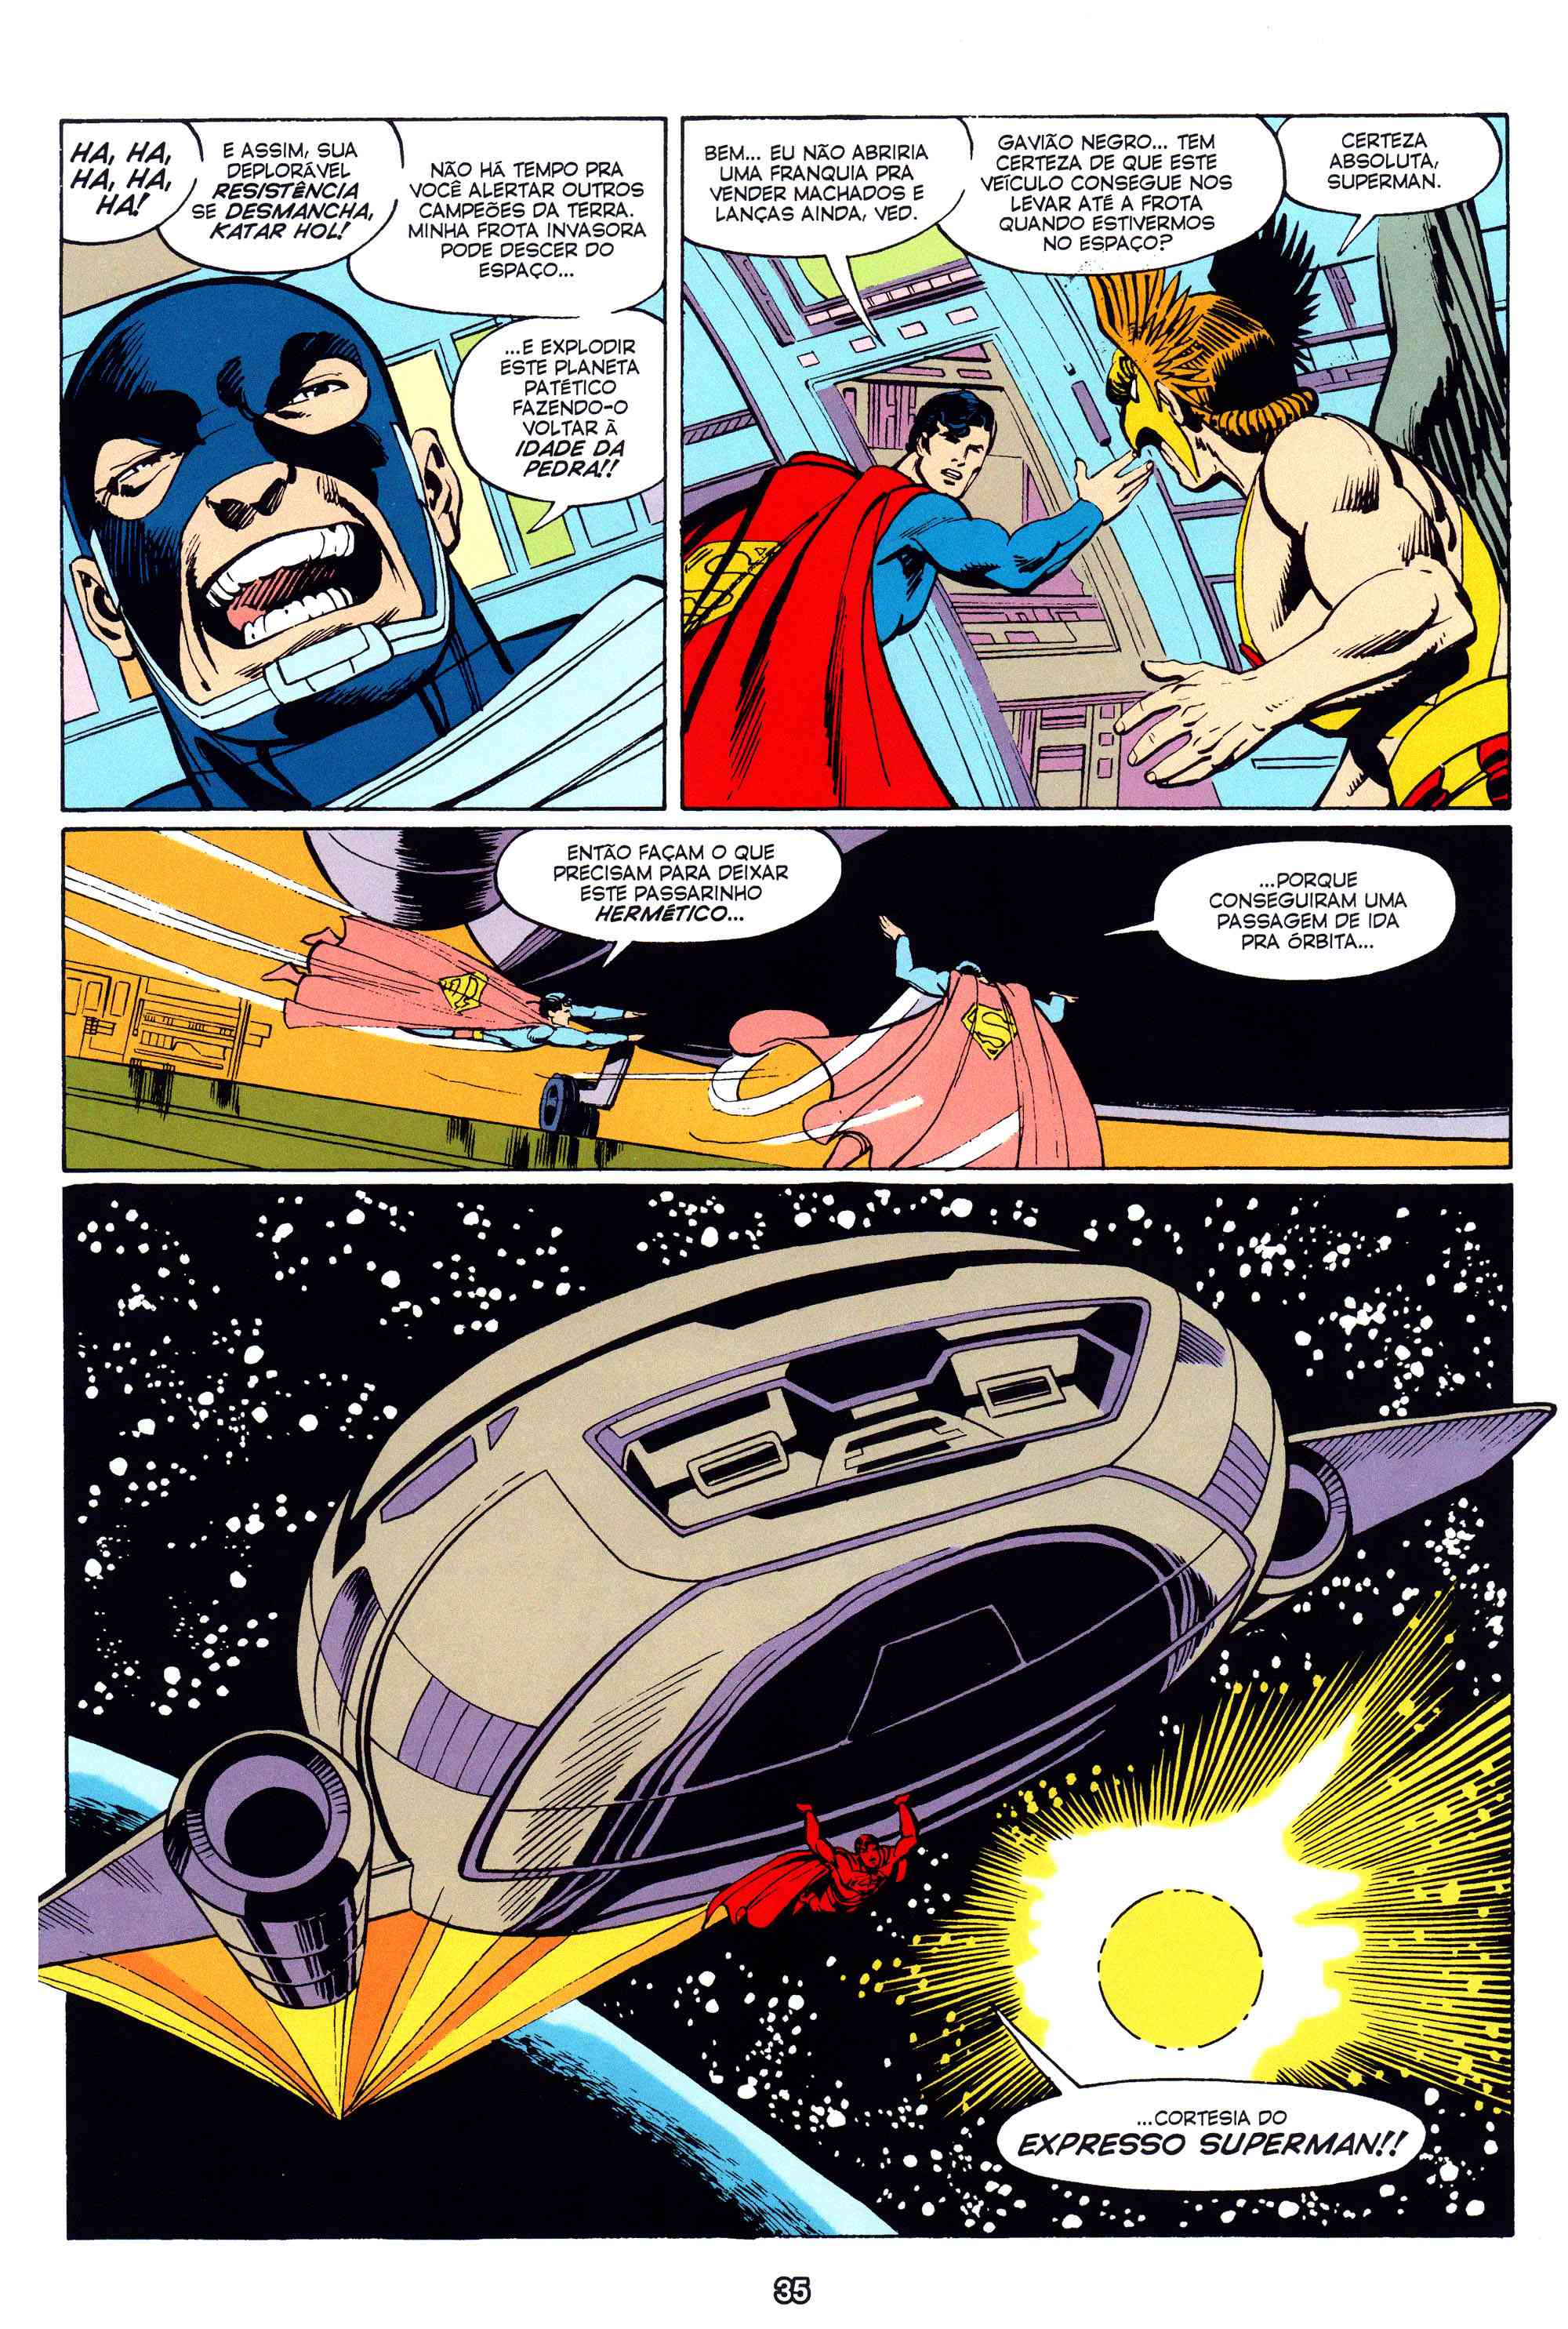 HA, HA,
HA, HA,
HA!
E ASSIM, SUA
DEPLORÁVEL
RESISTÊNCIA
SE DESMANCHA,
KATAR HOL!
NÃO HÁ TEMPO PRA
VOCÊ ALERTAR OUTROS
CAMPEÕES DA TERRA.
MINHA FROTA INVASORA
PODE DESCER DO
ESPAÇO...
...E EXPLODIR
ESTE PLANETA
PATÉTICO
FAZENDO-O
VOLTAR À
IDADE DA
PEDRA!!
BEM... EU NÃO ABRIRIA
UMA FRANQUIA PRA
VENDER MACHADOS E
LANÇAS AINDA, VED.
GAVIÃO NEGRO... TEM
CERTEZA DE QUE ESTE
VEÍCULO CONSEGUE NOS
LEVAR ATÉ A FROTA
QUANDO ESTIVERMOS
NO ESPAÇO?
CERTEZA
ABSOLUTA,
SUPERMAN.
ENTÃO FAÇAM O QUE
PRECISAM PARA DEIXAR
ESTE PASSARINHO
HERMÉTICO...
...PORQUE
CONSEGUIRAM UMA
PASSAGEM DE IDA
PRA ÓRBITA...
...CORTESIA DO
EXPRESSO SUPERMAN!!
35